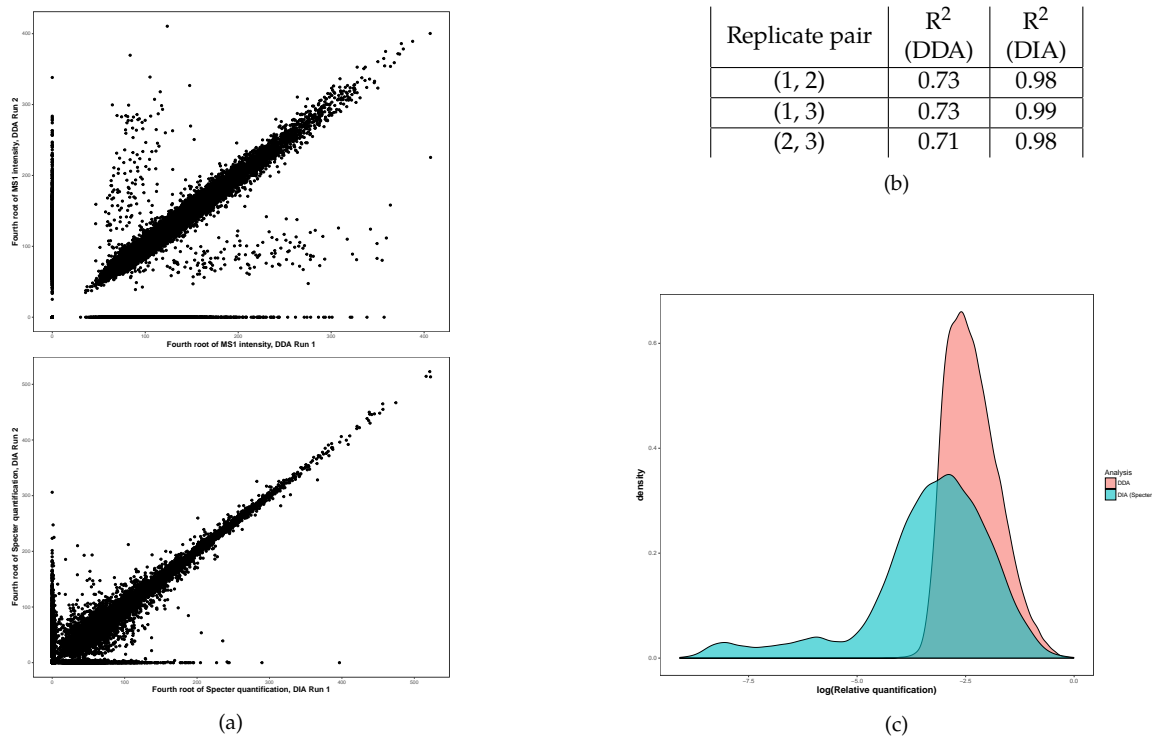 400
300
200
100
0
Fourth root of MS1 intensity, DDA Run 2
0 100 200 300 400
Fourth root of MS1 intensity, DDA Run 1
500
400
300
200
100
0
Fourth root of Specter quantification, DIA Run 2
0 100 200 300 400 500
Fourth root of Specter quantification, DIA Run 1
(a)
Replicate pair R2 (DDA) R2 (DIA)
(1, 2) 0.73 0.98
(1, 3) 0.73 0.99
(2, 3) 0.71 0.98
(b)
0.6
0.4
0.2
0.0
density
-7.5 -5.0 -2.5 0.0
log(Relative quantification)
Analysis
DDA
DIA (Specter
(c)